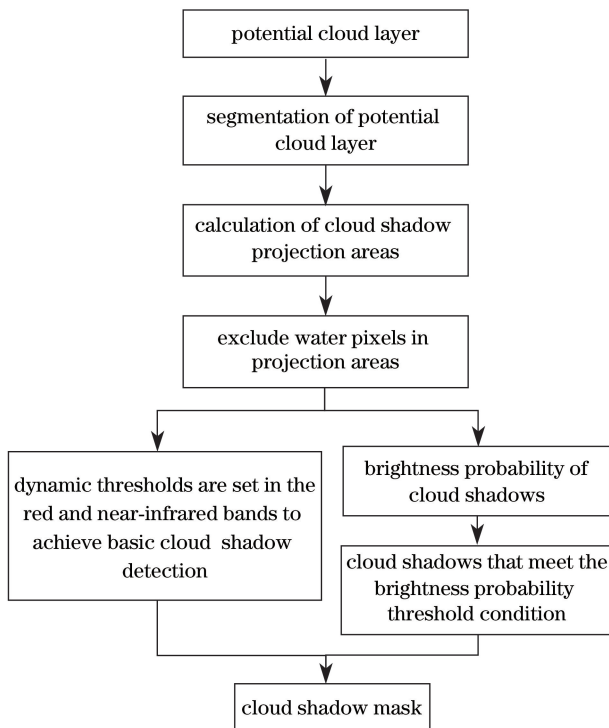 potential cloud layer
segmentation of potential
cloud layer
calculation of cloud shadow
projection areas
exclude water pixels in
projection areas
dynamic thresholds are set in the
red and near-infrared bands to
achieve basic cloud shadow
detection
brightness probability of
cloud shadows
cloud shadows that meet the
brightness probability
threshold condition
cloud shadow mask